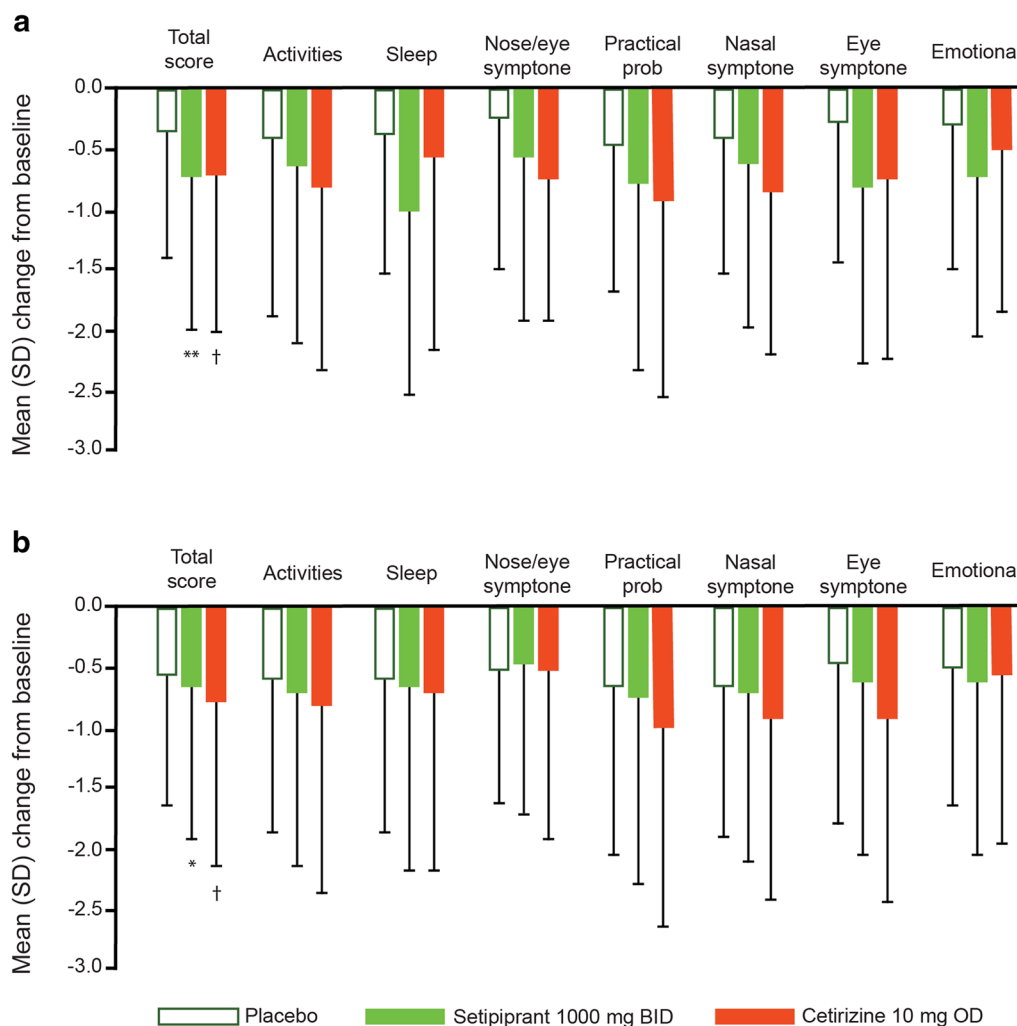 a
Total
score
Activities
Sleep
Nose/eye
symptone
Practical
prob
Nasal
symptone
Eye
symptone
Emotiona
Mean (SD) change from baseline
0.0
-0.5
-1.0
-1.5
-2.0
-2.5
-3.0
** †
b
Total
score
Activities
Sleep
Nose/eye
symptone
Practical
prob
Nasal
symptone
Eye
symptone
Emotiona
Mean (SD) change from baseline
0.0
-0.5
-1.0
-1.5
-2.0
-2.5
-3.0
*
†
Placebo Setipiprant 1000 mg BID Cetirizine 10 mg OD